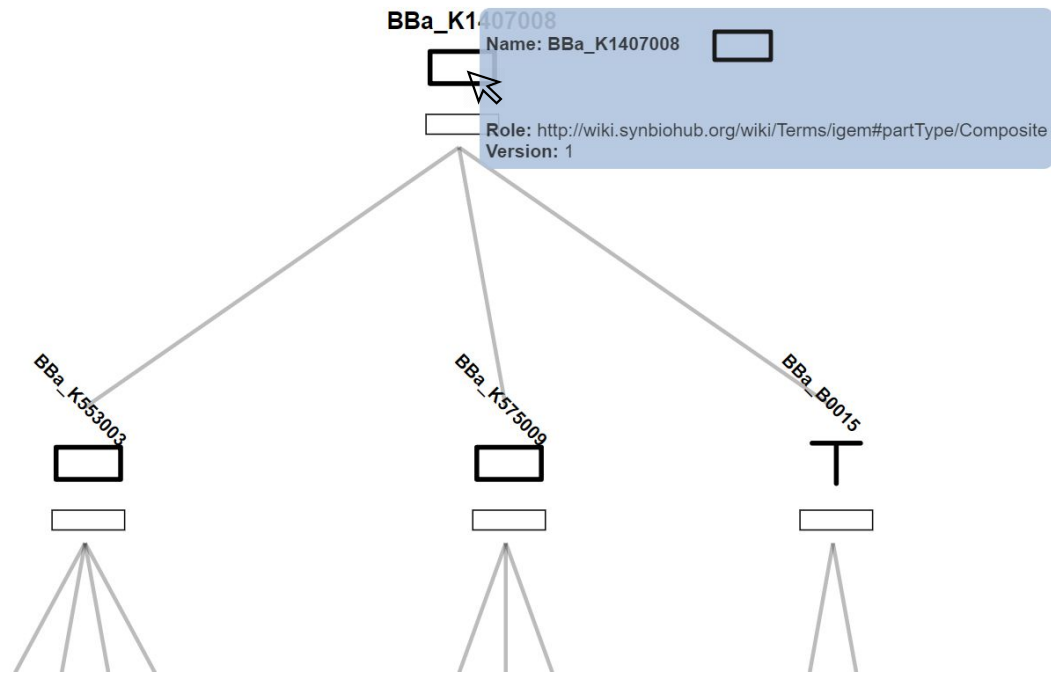 BBa_K1407008
Name: BBa_K1407008
Role: http://wiki.synbiohub.org/wiki/Terms/igem#partType/Composite
Version: 1
BBa_K553003
BBa_K575009
BBa_B0015